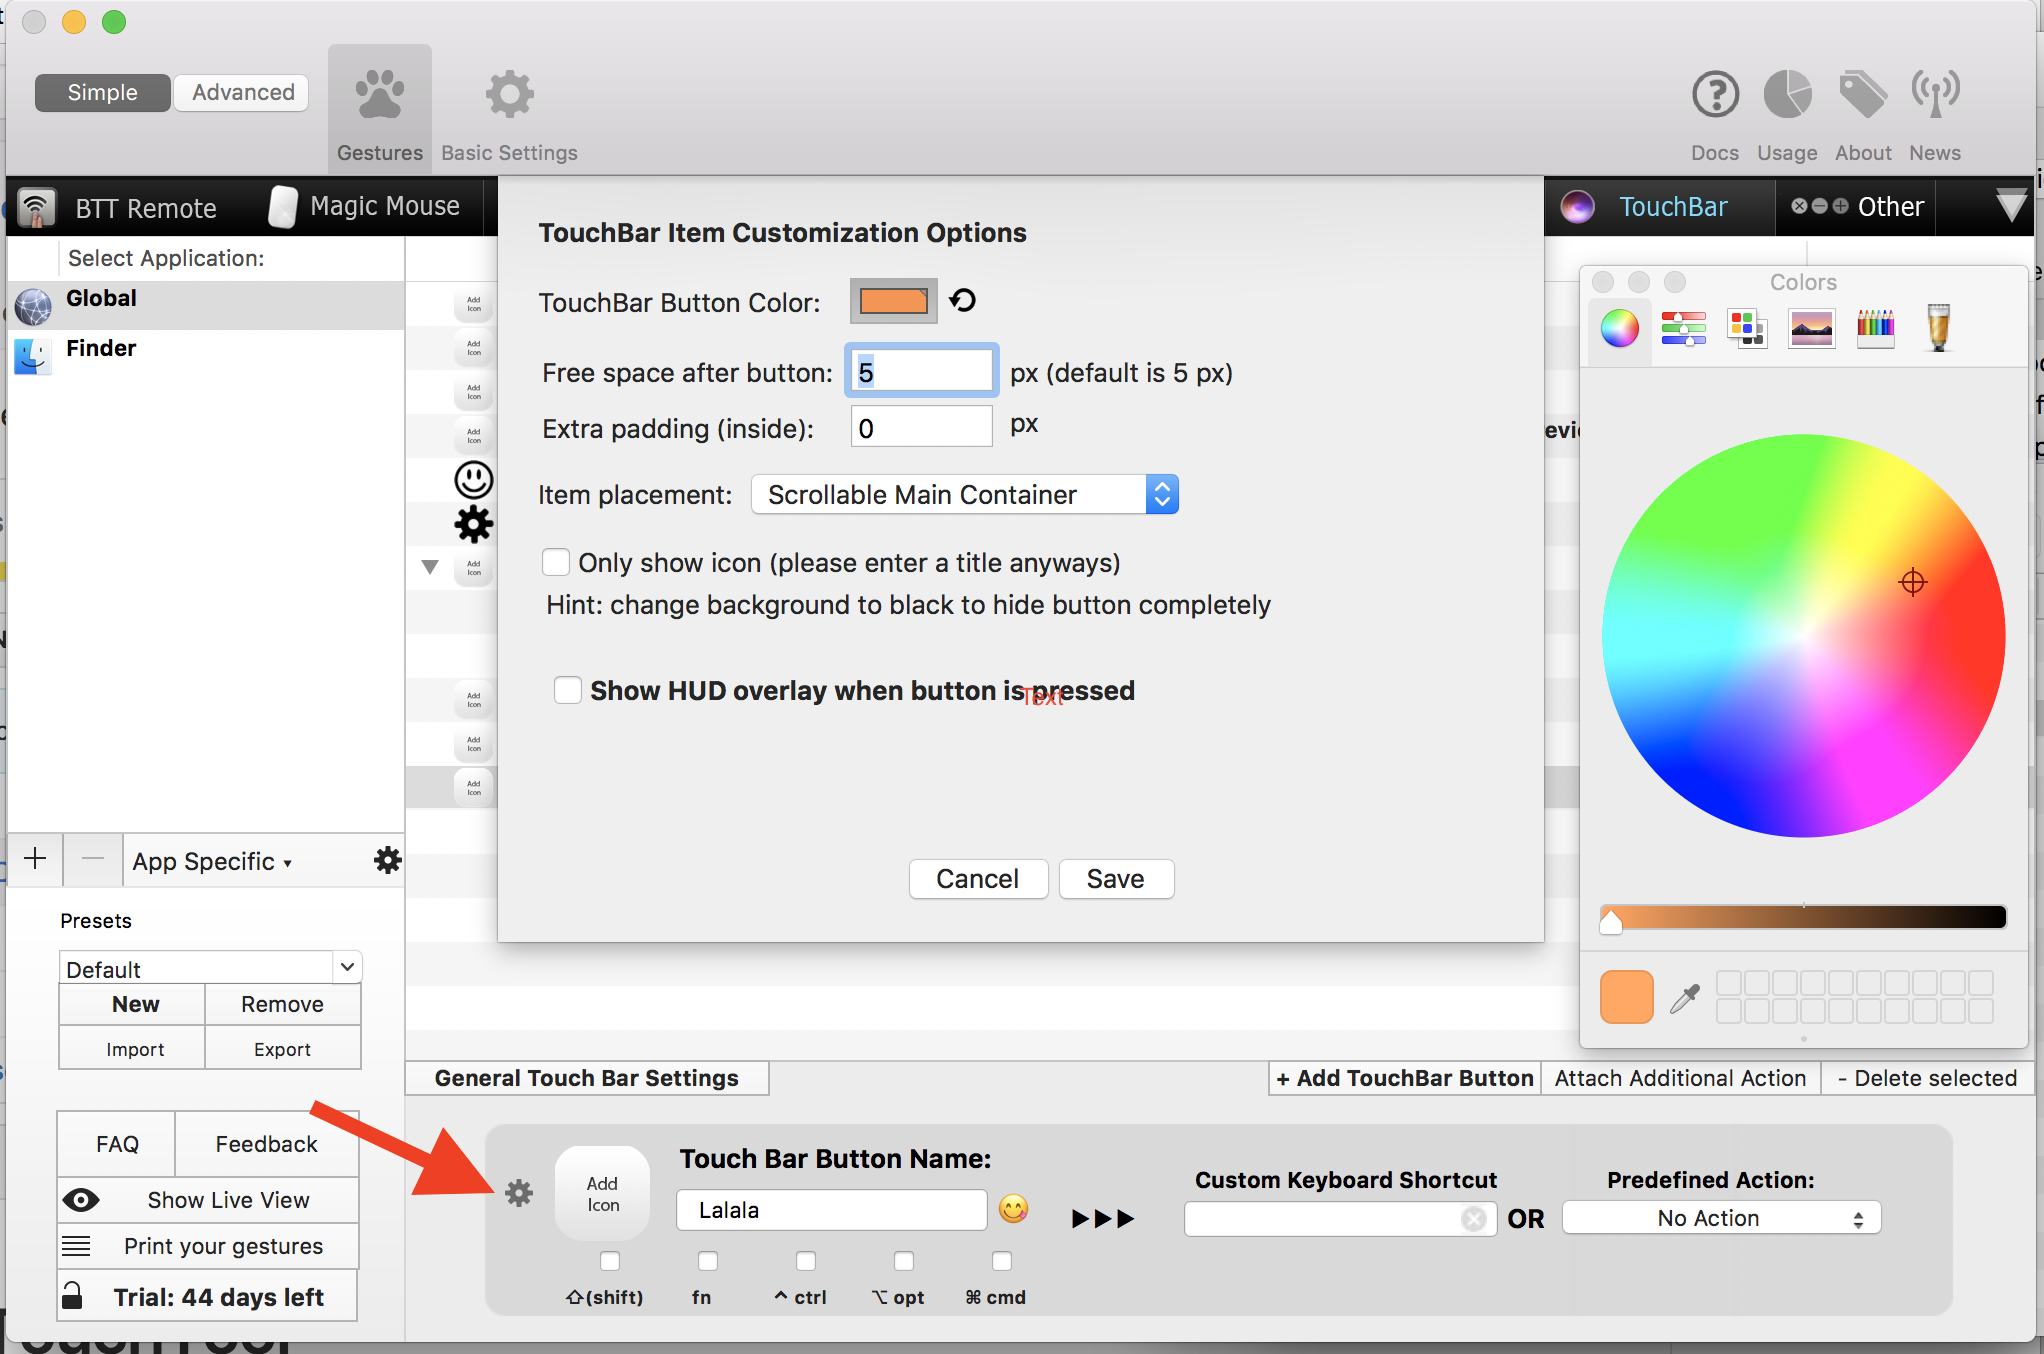 Simple
Advanced
Gestures
Basic Settings
Docs
Usage
About
News
BTT Remote
Magic Mouse
TouchBar
Other
Select Application:
Global
Finder
Add
Icon
Add
Icon
Add
Icon
Add
Icon
Add
Icon
Add
Icon
Add
Icon
Add
Icon
TouchBar Item Customization Options
TouchBar Button Color:
Free space after button:
5
px (default is 5 px)
Extra padding (inside):
0
px
Item placement:
Scrollable Main Container
Only show icon (please enter a title anyways)
Hint: change background to black to hide button completely
Show HUD overlay when button is pressed
Text
Cancel
Save
Colors
App Specific
Presets
Default
New
Remove
Import
Export
FAQ
Feedback
Show Live View
Print your gestures
Trial: 44 days left
General Touch Bar Settings
+ Add TouchBar Button
Attach Additional Action
- Delete selected
Add
Icon
Touch Bar Button Name:
Lalala
⇧(shift)
fn
^ ctrl
⌥ opt
⌘ cmd
Custom Keyboard Shortcut
OR
Predefined Action:
No Action